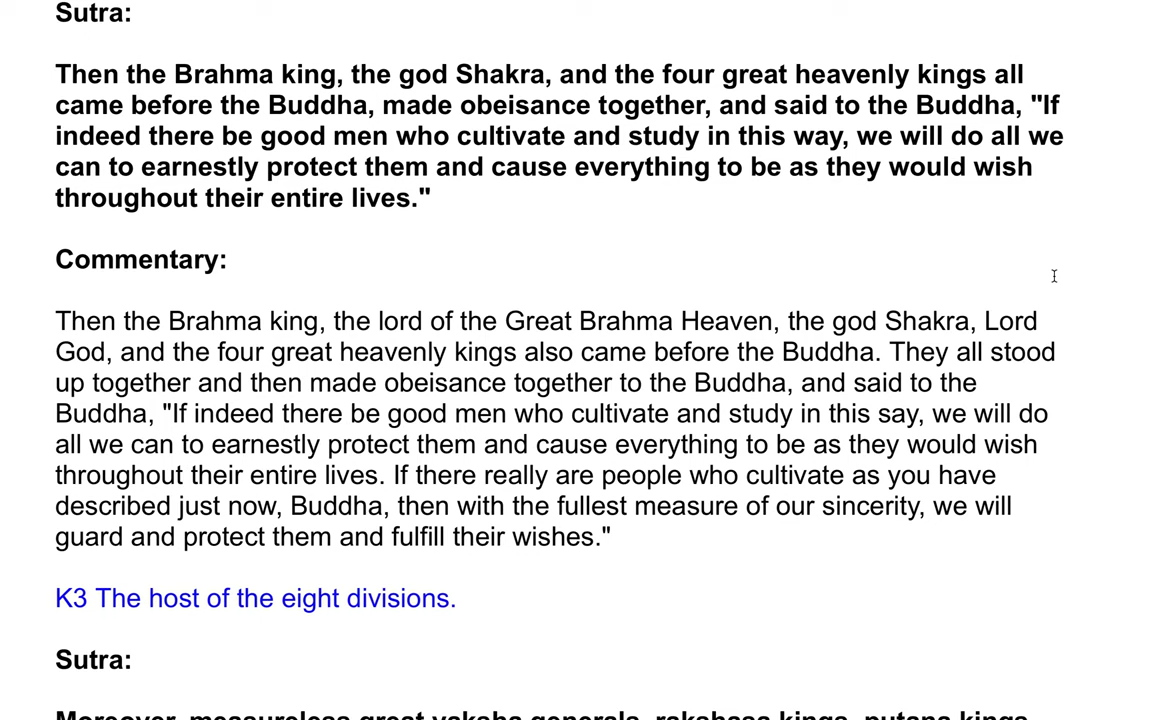 Sutra:
Then the Brahma king, the god Shakra, and the four great heavenly kings all
came before the Buddha, made obeisance together, and said to the Buddha, "If
indeed there be good men who cultivate and study in this way, we will do all we
can to earnestly protect them and cause everything to be as they would wish
throughout their entire lives."
Commentary:
Then the Brahma king, the lord of the Great Brahma Heaven, the god Shakra, Lord
God, and the four great heavenly kings also came before the Buddha. They all stood
up together and then made obeisance together to the Buddha, and said to the
Buddha, "If indeed there be good men who cultivate and study in this say, we will do
all we can to earnestly protect them and cause everything to be as they would wish
throughout their entire lives. If there really are people who cultivate as you have
described just now, Buddha, then with the fullest measure of our sincerity, we will
guard and protect them and fulfill their wishes."
K3 The host of the eight divisions.
Sutra:
Moreover, measureless great yaksha generals, rakshasa kings, putana kings,